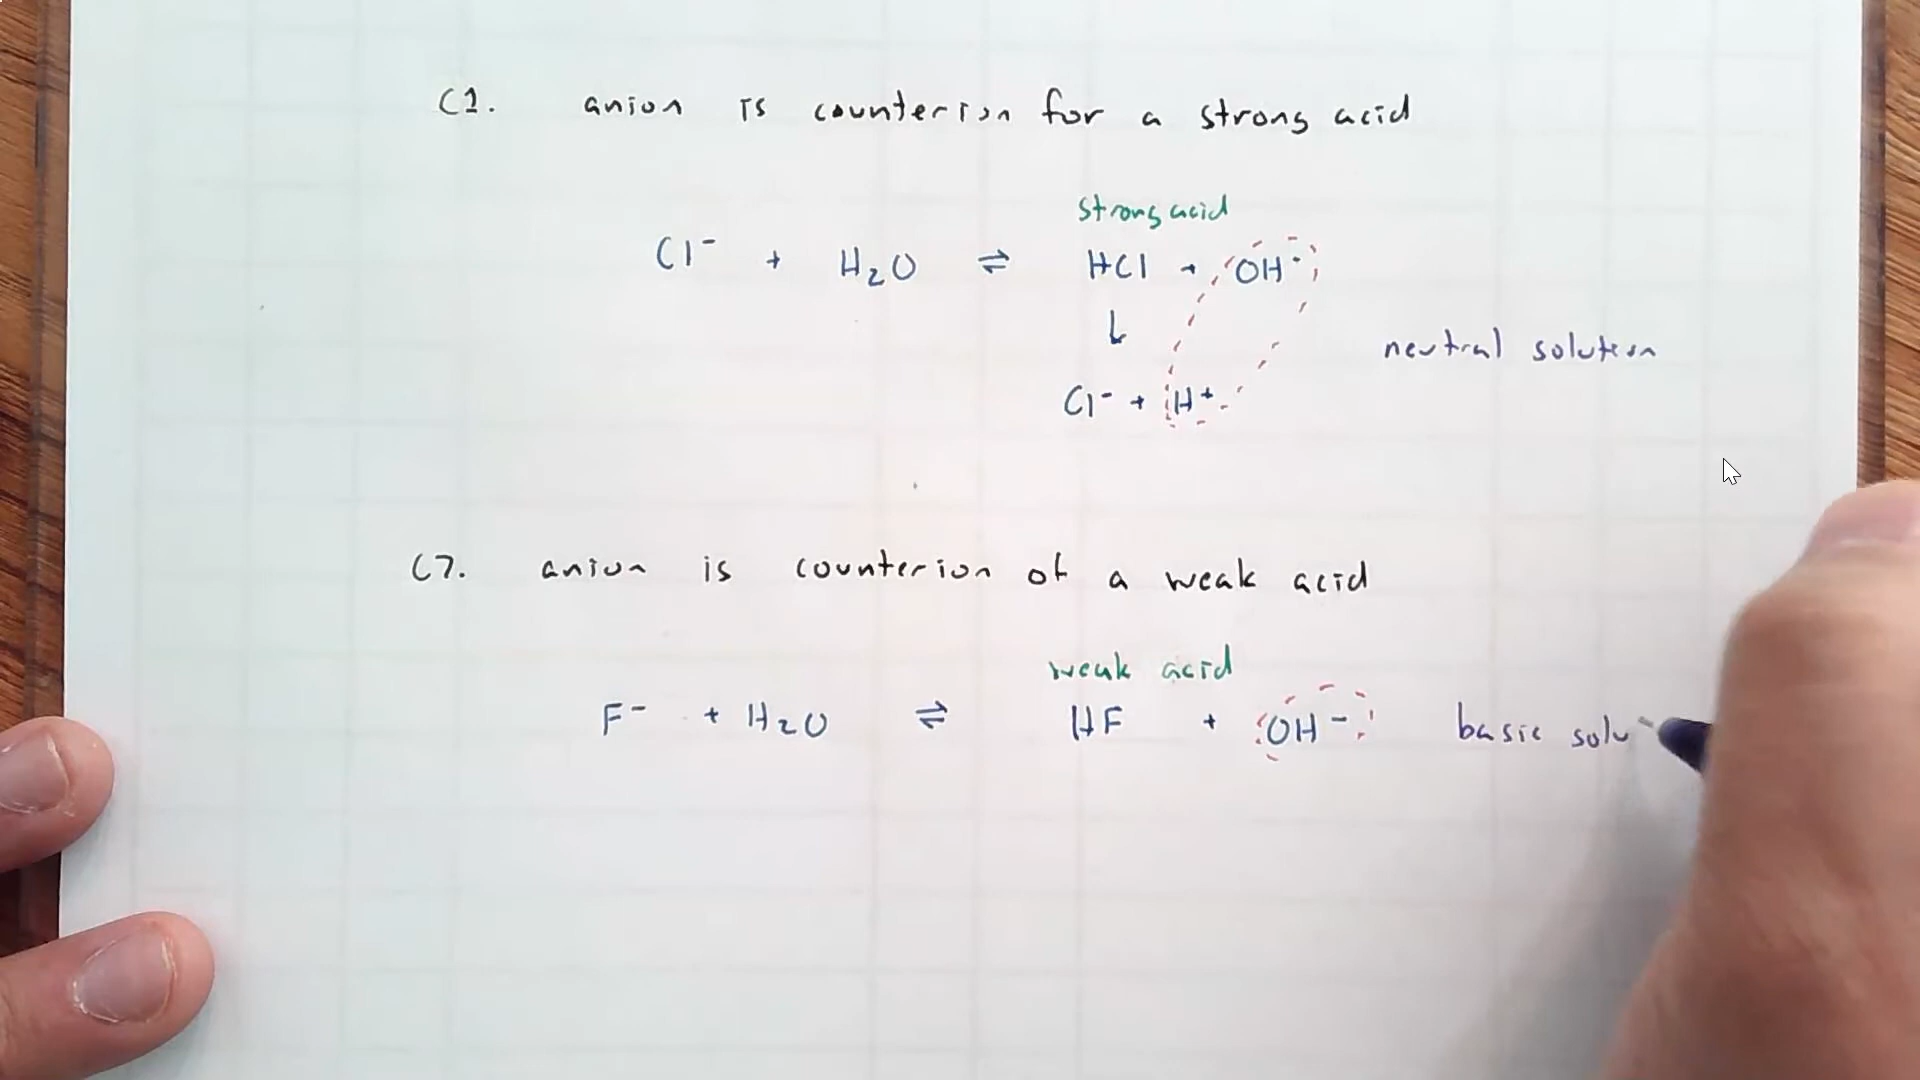 C1. anion is counterion for a strong acid
strong acid
Cl⁻ + H₂O ⇌ HCl + OH⁻
↓
neutral solution
Cl⁻ + H⁺
C2. anion is counterion of a weak acid
weak acid
F⁻ + H₂O ⇌ HF + OH⁻ basic solu